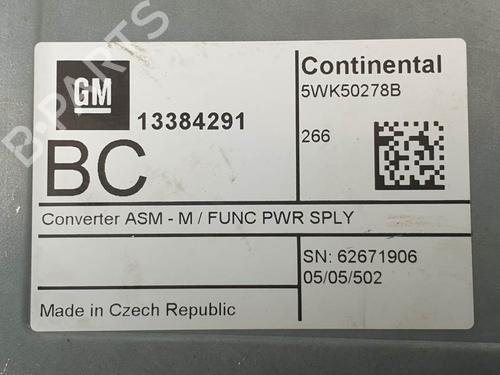 GM
13384291
BC
Continental
5WK50278B
266
Converter ASM - M / FUNC PWR SPLY
SN: 62671906
05/05/502
Made in Czech Republic
B-PARTS